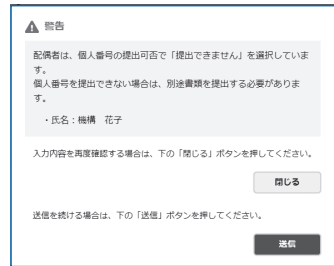 警告
配偶者は、個人番号の提出可否で「提出できません」を選択していま
す。
個人番号を提出できない場合は、別途書類を提出する必要がありま
す。
・氏名：機構　花子
入力内容を再度確認する場合は、下の「閉じる」ボタンを押してください。
閉じる
送信を続ける場合は、下の「送信」ボタンを押してください。
送信